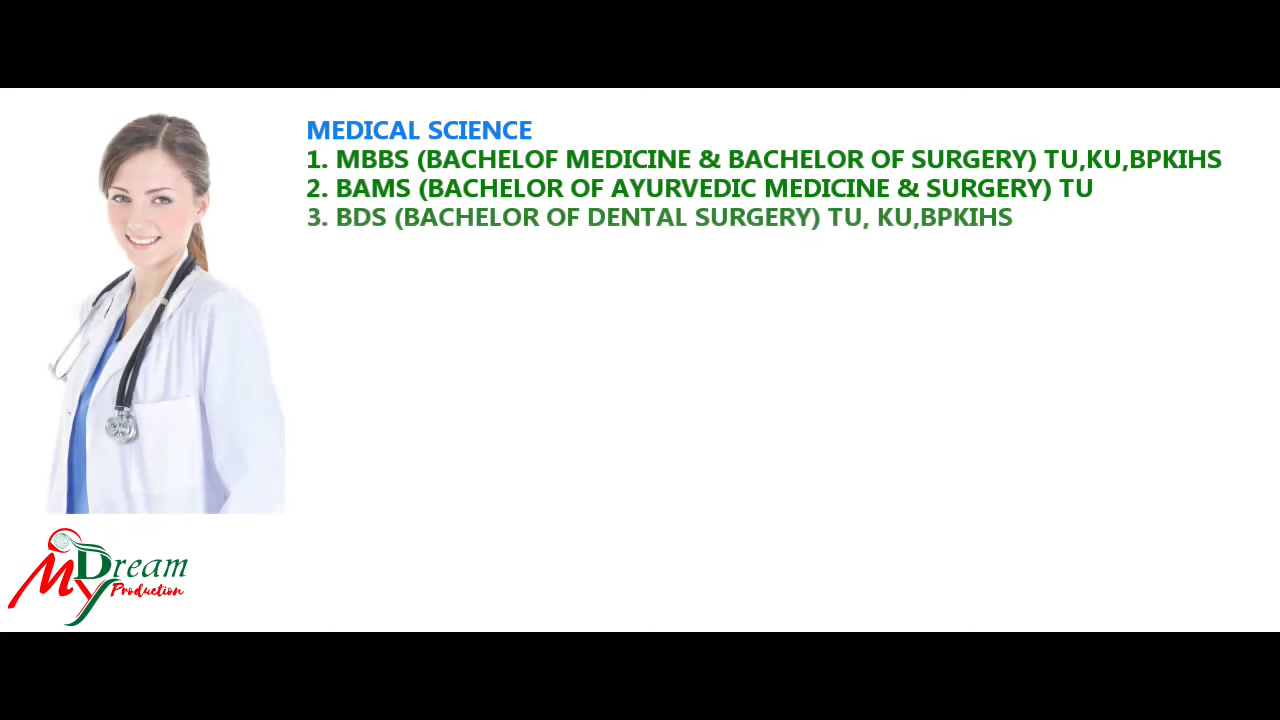 MEDICAL SCIENCE
1. MBBS (BACHELOF MEDICINE & BACHELOR OF SURGERY) TU,KU,BPKIHS
2. BAMS (BACHELOR OF AYURVEDIC MEDICINE & SURGERY) TU
3. BDS (BACHELOR OF DENTAL SURGERY) TU, KU,BPKIHS
My Dream
Production